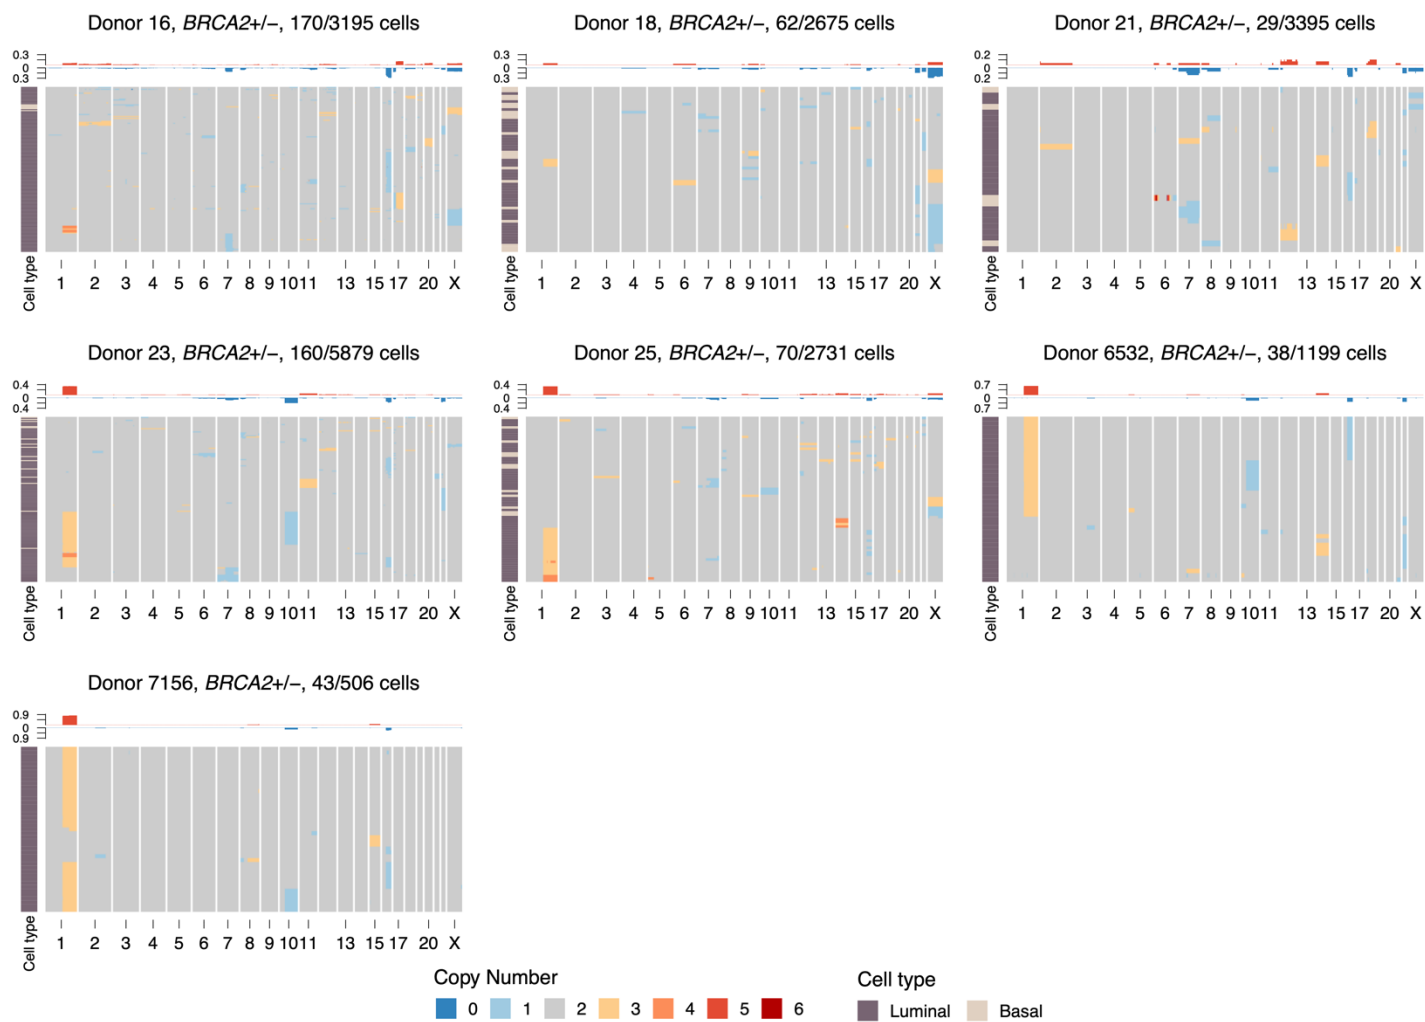 Donor 16, BRCA2+/−, 170/3195 cells
0.3
0
0.3
Cell type
1 2 3 4 5 6 7 8 9 10 11 13 15 17 20 X
Donor 18, BRCA2+/−, 62/2675 cells
0.3
0
0.3
Cell type
1 2 3 4 5 6 7 8 9 10 11 13 15 17 20 X
Donor 21, BRCA2+/−, 29/3395 cells
0.2
0
0.2
Cell type
1 2 3 4 5 6 7 8 9 10 11 13 15 17 20 X
Donor 23, BRCA2+/−, 160/5879 cells
0.4
0
0.4
Cell type
1 2 3 4 5 6 7 8 9 10 11 13 15 17 20 X
Donor 25, BRCA2+/−, 70/2731 cells
0.4
0
0.4
Cell type
1 2 3 4 5 6 7 8 9 10 11 13 15 17 20 X
Donor 6532, BRCA2+/−, 38/1199 cells
0.7
0
0.7
Cell type
1 2 3 4 5 6 7 8 9 10 11 13 15 17 20 X
Donor 7156, BRCA2+/−, 43/506 cells
0.9
0
0.9
Cell type
1 2 3 4 5 6 7 8 9 10 11 13 15 17 20 X
Copy Number
0 1 2 3 4 5 6
Cell type
Luminal Basal